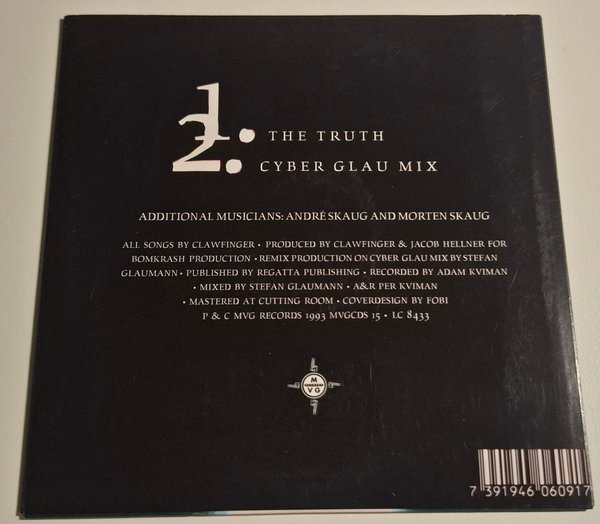 1. THE TRUTH
2. CYBER GLAU MIX
ADDITIONAL MUSICIANS: ANDRÉ SKAUG AND MORTEN SKAUG
ALL SONGS BY CLAWFINGER • PRODUCED BY CLAWFINGER & JACOB HELLNER FOR
BOMKRASH PRODUCTION • REMIX PRODUCTION ON CYBER GLAU MIX BY STEFAN
GLAUMANN • PUBLISHED BY REGATTA PUBLISHING • RECORDED BY ADAM KVIMAN
• MIXED BY STEFAN GLAUMANN • A&R PER KVIMAN
• MASTERED AT CUTTING ROOM • COVERDESIGN BY FOBI
P & C MVG RECORDS 1993 MVGCDS 15 • LC 8433
M
VG
7 391946 060917